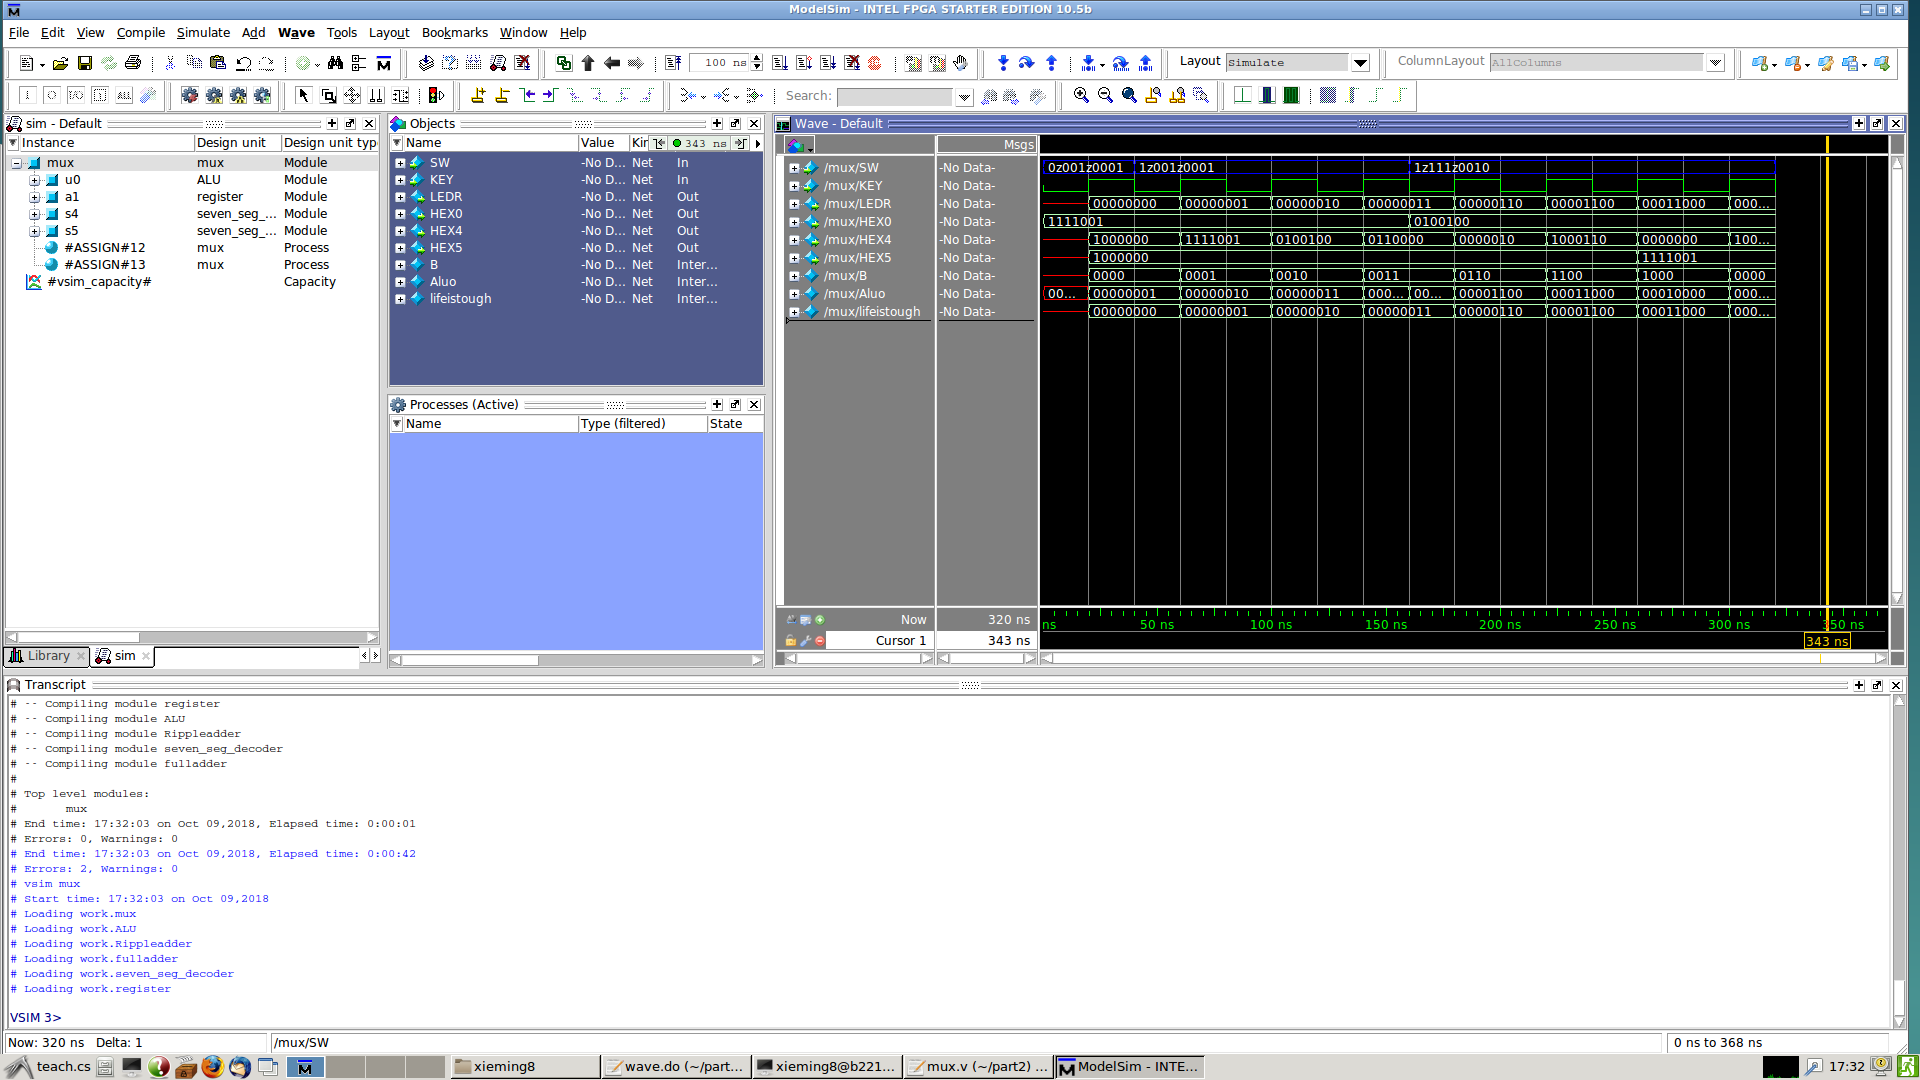 ModelSim - INTEL FPGA STARTER EDITION 10.5b
File Edit View Compile Simulate Add Wave Tools Layout Bookmarks Window Help
100 ns
Layout Simulate
ColumnLayout AllColumns
Search:
sim - Default
Instance Design unit Design unit type
mux mux Module
u0 ALU Module
a1 register Module
s4 seven_seg_... Module
s5 seven_seg_... Module
#ASSIGN#12 mux Process
#ASSIGN#13 mux Process
#vsim_capacity# Capacity
Library sim
Objects
Name Value Kir 343 ns
SW -No D... Net In
KEY -No D... Net In
LEDR -No D... Net Out
HEX0 -No D... Net Out
HEX4 -No D... Net Out
HEX5 -No D... Net Out
B -No D... Net Inter...
Aluo -No D... Net Inter...
lifeistough -No D... Net Inter...
Processes (Active)
Name Type (filtered) State
Wave - Default
Msgs
/mux/SW -No Data- 0z001z0001 1z001z0001 1z111z0010
/mux/KEY -No Data-
/mux/LEDR -No Data- 00000000 00000001 00000010 00000011 00000110 00001100 00011000 000...
/mux/HEX0 -No Data- 1111001 0100100
/mux/HEX4 -No Data- 1000000 1111001 0100100 0110000 0000010 1000110 0000000 100...
/mux/HEX5 -No Data- 1000000 1111001
/mux/B -No Data- 0000 0001 0010 0011 0110 1100 1000 0000
/mux/Aluo -No Data- 00... 00000001 00000010 00000011 000... 00... 00001100 00011000 00010000 000...
/mux/lifeistough -No Data- 00000000 00000001 00000010 00000011 00000110 00001100 00011000 000...
Now 320 ns
ns 50 ns 100 ns 150 ns 200 ns 250 ns 300 ns 350 ns
Cursor 1 343 ns 343 ns
Transcript
# -- Compiling module register
# -- Compiling module ALU
# -- Compiling module Rippleadder
# -- Compiling module seven_seg_decoder
# -- Compiling module fulladder
#
# Top level modules:
# mux
# End time: 17:32:03 on Oct 09,2018, Elapsed time: 0:00:01
# Errors: 0, Warnings: 0
# End time: 17:32:03 on Oct 09,2018, Elapsed time: 0:00:42
# Errors: 2, Warnings: 0
# vsim mux
# Start time: 17:32:03 on Oct 09,2018
# Loading work.mux
# Loading work.ALU
# Loading work.Rippleadder
# Loading work.fulladder
# Loading work.seven_seg_decoder
# Loading work.register
VSIM 3>
Now: 320 ns Delta: 1 /mux/SW 0 ns to 368 ns
teach.cs xieming8 wave.do (~/part... xieming8@b221... mux.v (~/part2) ... ModelSim - INTE... 17:32